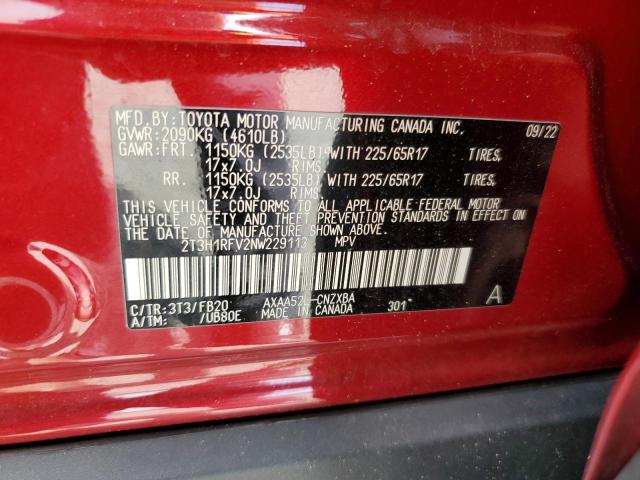 MFD.BY:TOYOTA MOTOR MANUFACTURING CANADA INC. 09/22
GVWR:2090KG (4610LB)
GAWR:FRT. 1150KG (2535LB) WITH 225/65R17 TIRES,
17x7.0J RIMS,
RR. 1150KG (2535LB) WITH 225/65R17 TIRES,
17x7.0J RIMS,
THIS VEHICLE CONFORMS TO ALL APPLICABLE FEDERAL MOTOR
VEHICLE SAFETY AND THEFT PREVENTION STANDARDS IN EFFECT ON
THE DATE OF MANUFACTURE SHOWN ABOVE.
2T3H1RFV2NW229113 MPV
C/TR:3T3/FB20 AXAA52L-CNZXBA 301 A
A/TM: /UB80E MADE IN CANADA